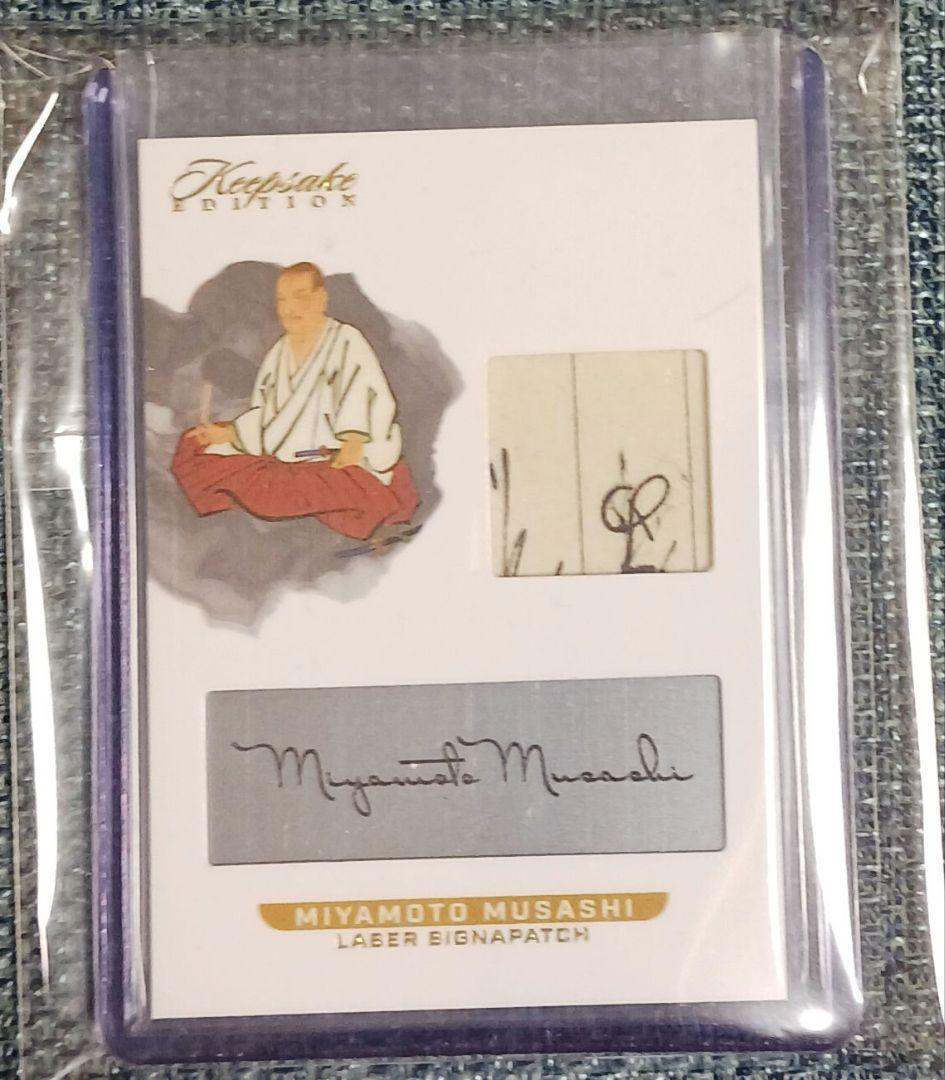 Keepsake
EDITION
Miyamoto Musashi
MIYAMOTO MUSASHI
LASER SIGNAPATCH